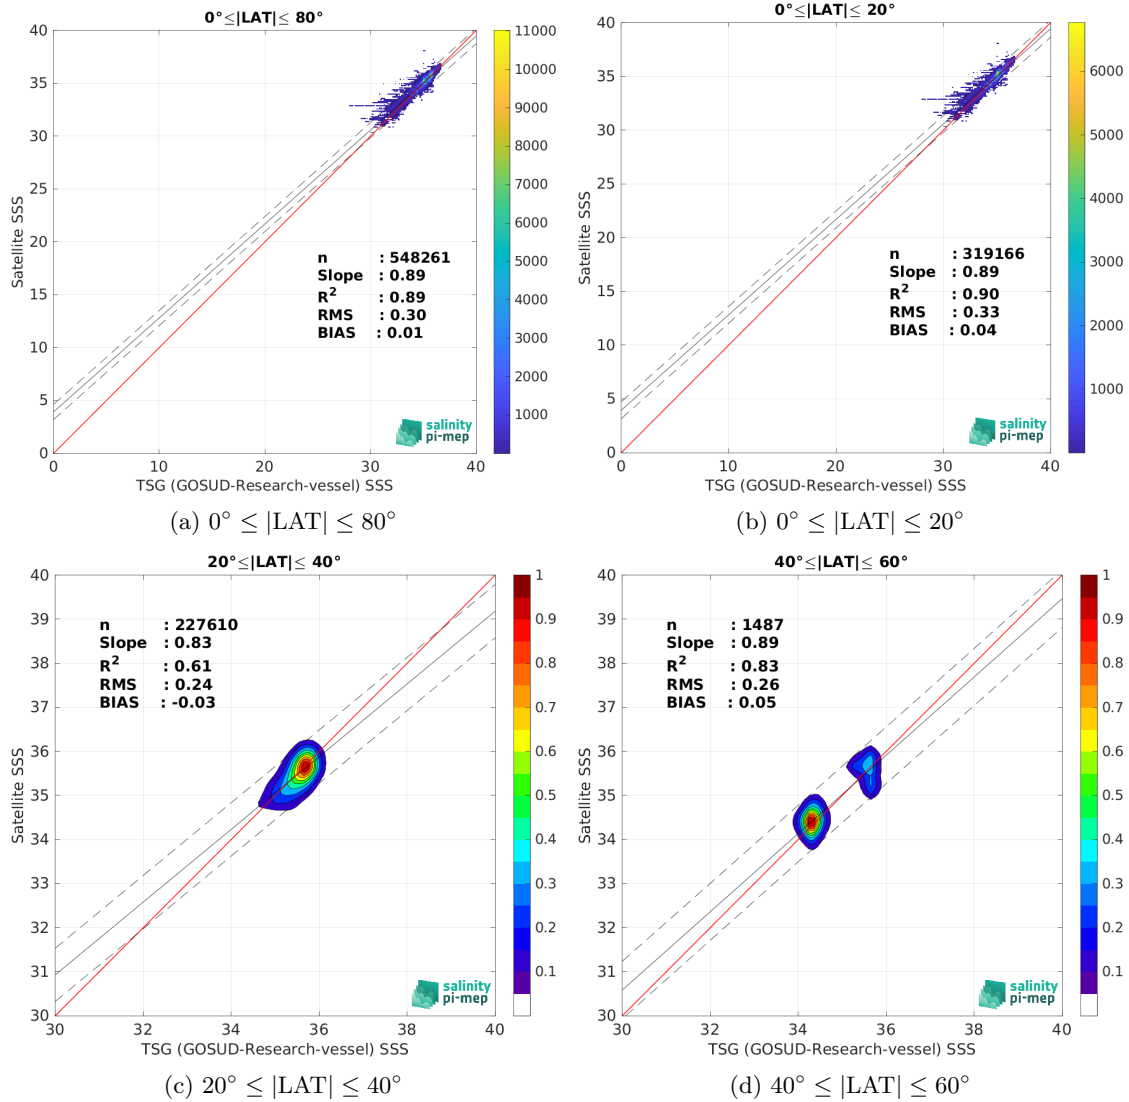 0°≤|LAT|≤ 80°
40
35
30
25
20
15
10
5
0
Satellite SSS
n : 548261
Slope : 0.89
R2 : 0.89
RMS : 0.30
BIAS : 0.01
salinity
pi-mep
0 10 20 30 40
TSG (GOSUD-Research-vessel) SSS
11000
10000
9000
8000
7000
6000
5000
4000
3000
2000
1000
(a) 0° ≤ |LAT| ≤ 80°
0°≤|LAT|≤ 20°
40
35
30
25
20
15
10
5
0
Satellite SSS
n : 319166
Slope : 0.89
R2 : 0.90
RMS : 0.33
BIAS : 0.04
salinity
pi-mep
0 10 20 30 40
TSG (GOSUD-Research-vessel) SSS
6000
5000
4000
3000
2000
1000
(b) 0° ≤ |LAT| ≤ 20°
20°≤|LAT|≤ 40°
40
39
38
37
36
35
34
33
32
31
30
Satellite SSS
n : 227610
Slope : 0.83
R2 : 0.61
RMS : 0.24
BIAS : -0.03
salinity
pi-mep
30 32 34 36 38 40
TSG (GOSUD-Research-vessel) SSS
1
0.9
0.8
0.7
0.6
0.5
0.4
0.3
0.2
0.1
(c) 20° ≤ |LAT| ≤ 40°
40°≤|LAT|≤ 60°
40
39
38
37
36
35
34
33
32
31
30
Satellite SSS
n : 1487
Slope : 0.89
R2 : 0.83
RMS : 0.26
BIAS : 0.05
salinity
pi-mep
30 32 34 36 38 40
TSG (GOSUD-Research-vessel) SSS
1
0.9
0.8
0.7
0.6
0.5
0.4
0.3
0.2
0.1
(d) 40° ≤ |LAT| ≤ 60°